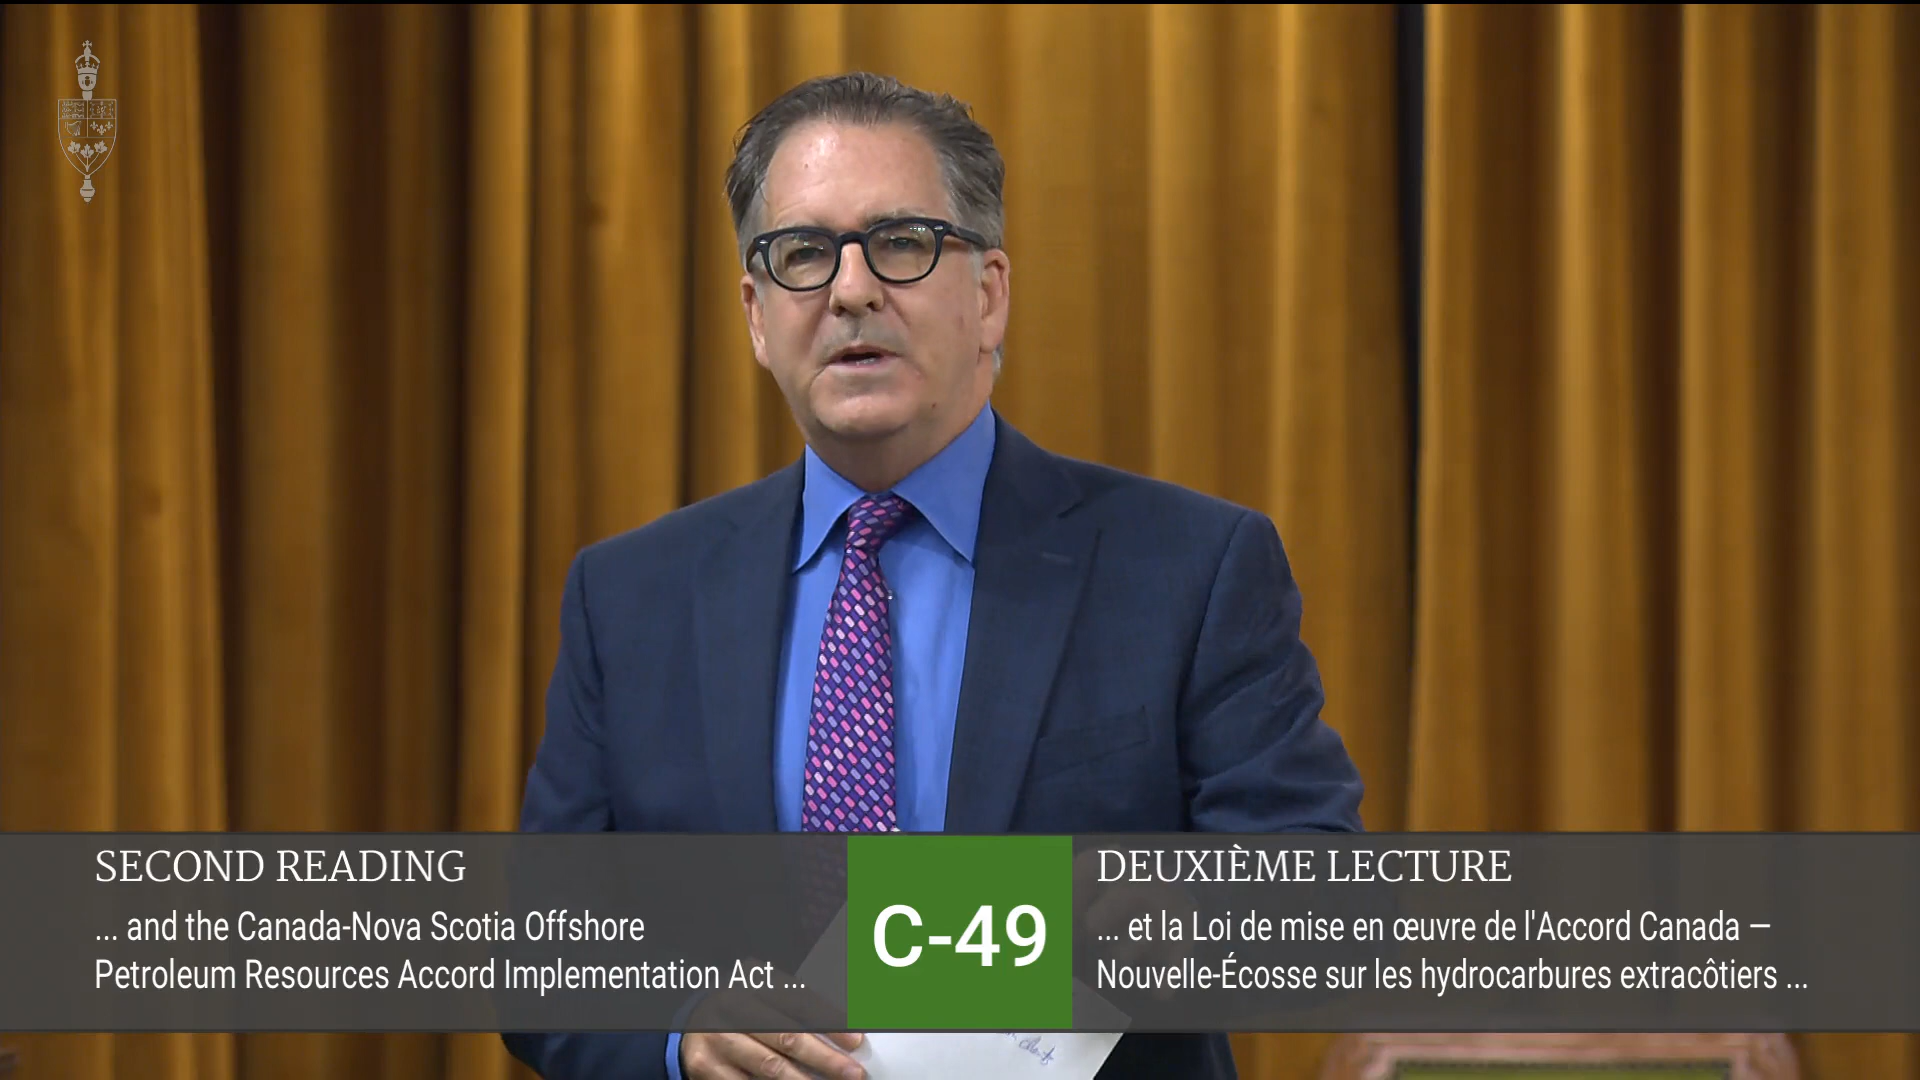 SECOND READING
... and the Canada-Nova Scotia Offshore
Petroleum Resources Accord Implementation Act ...
C-49
DEUXIÈME LECTURE
... et la Loi de mise en œuvre de l'Accord Canada –
Nouvelle-Écosse sur les hydrocarbures extracôtiers ...